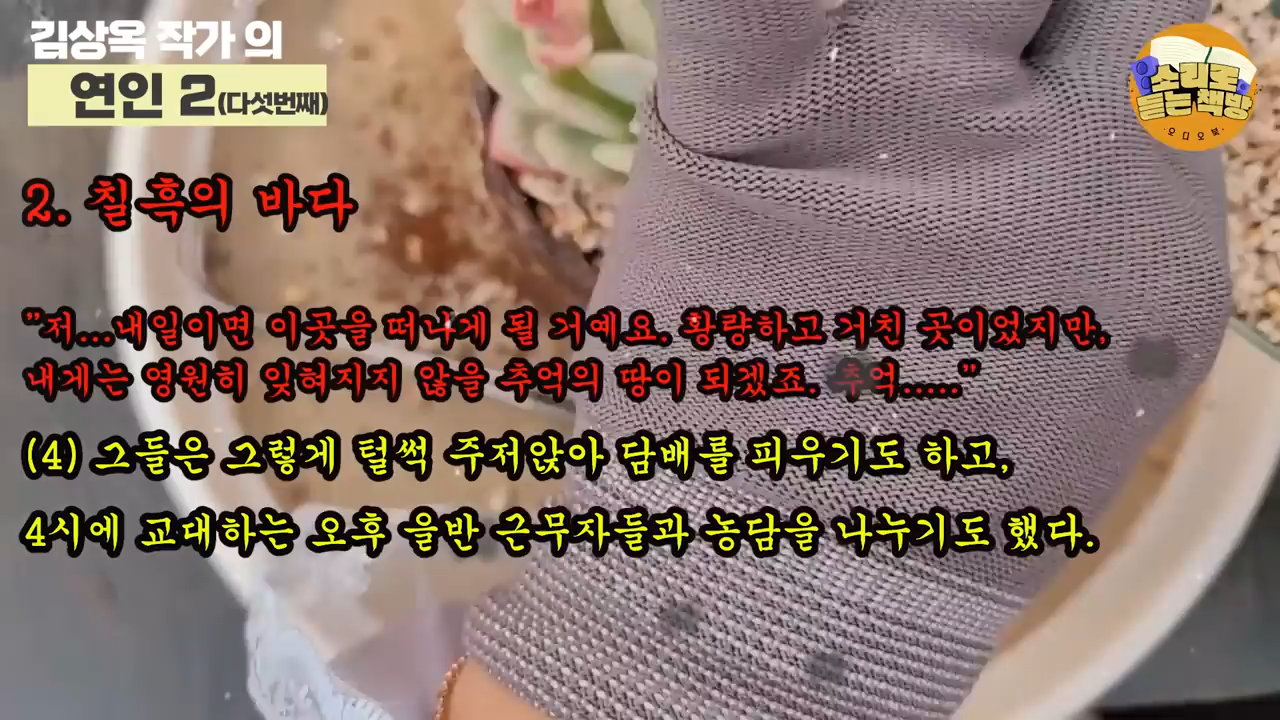 김상옥 작가 의
연인 2(다섯번째)
소리로
듣는 책방
·오디오북·
2. 칠흑의 바다
"저...내일이면 이곳을 떠나게 될 거예요. 황량하고 거친 곳이었지만,
내게는 영원히 잊혀지지 않을 추억의 땅이 되겠죠. 추억....."
(4) 그들은 그렇게 털썩 주저앉아 담배를 피우기도 하고,
4시에 교대하는 오후 을반 근무자들과 농담을 나누기도 했다.